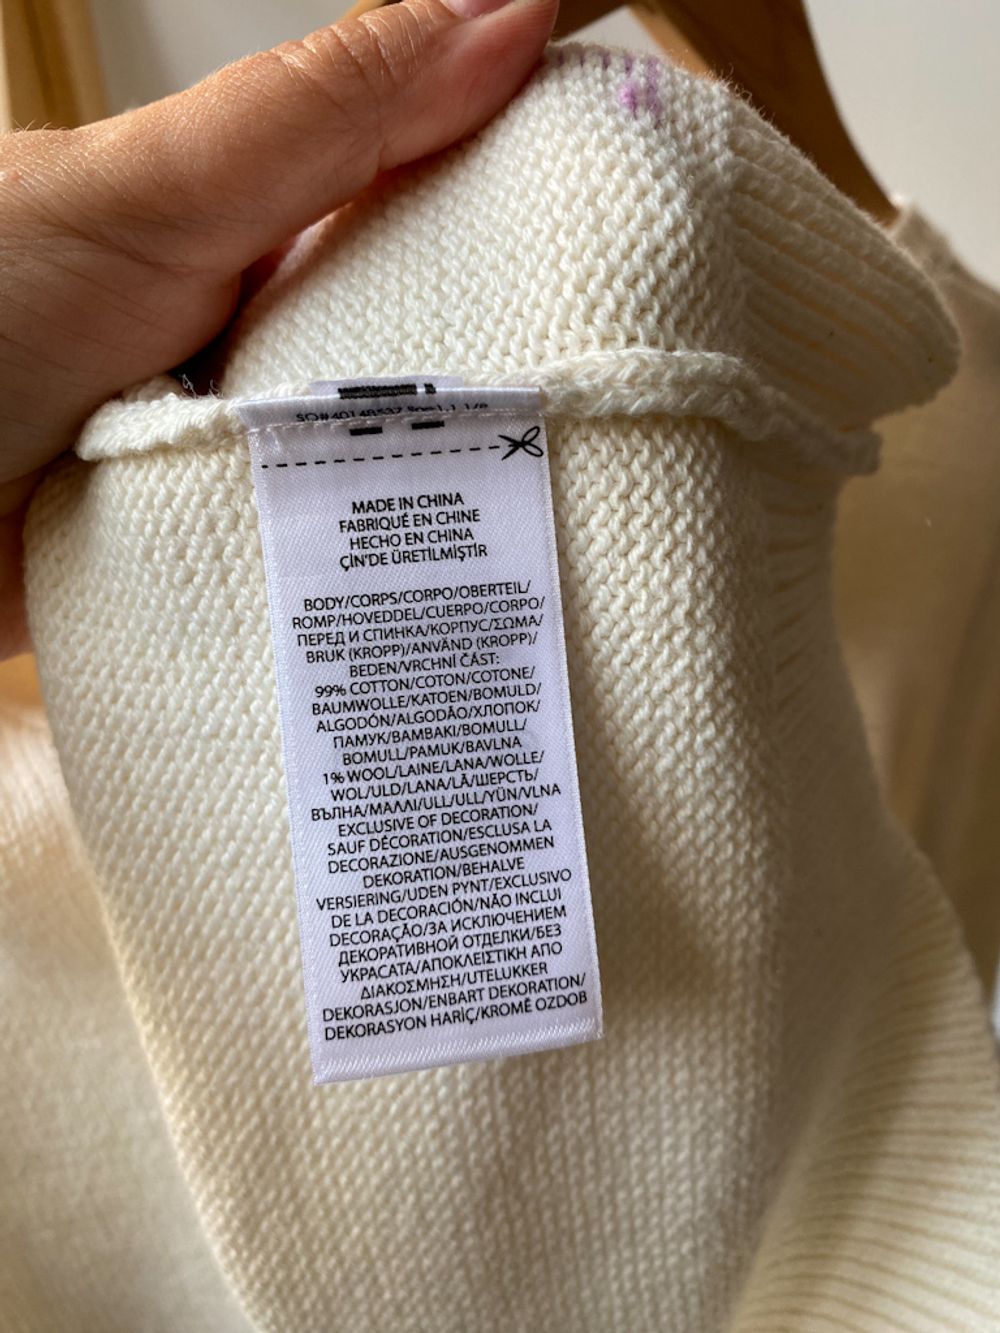 SO#40148537
MADE IN CHINA
FABRIQUÉ EN CHINE
HECHO EN CHINA
ÇİN'DE ÜRETİLMİŞTİR
BODY/CORPS/CORPO/OBERTEIL/
ROMP/HOVEDDEL/CUERPO/CORPO/
ПЕРЕД И СПИНКА/КОРПУС/ΣΩΜΑ/
BRUK (KROPP)/ANVÄND (KROPP)/
BEDEN/VRCHNÍ ČÁST:
99% COTTON/COTON/COTONE/
BAUMWOLLE/KATOEN/BOMULD/
ALGODÓN/ALGODÃO/ХЛОПОК/
ПАМУК/ΒΑΜΒΑΚΙ/BOMULL/
BOMULL/PAMUK/BAVLNA
1% WOOL/LAINE/LANA/WOLLE/
WOL/ULD/LANA/LÃ/ШЕРСТЬ/
ВЪЛНА/ΜΑΛΛΙ/ULL/ULL/YÜN/VLNA
EXCLUSIVE OF DECORATION/
SAUF DÉCORATION/ESCLUSA LA
DECORAZIONE/AUSGENOMMEN
DEKORATION/BEHALVE
VERSIERING/UDEN PYNT/EXCLUSIVO
DE LA DECORACIÓN/NÃO INCLUI
DECORAÇÃO/ЗА ИСКЛЮЧЕНИЕМ
ДЕКОРАТИВНОЙ ОТДЕЛКИ/БЕЗ
УКРАСАТА/ΑΠΟΚΛΕΙΣΤΙΚΗ ΑΠΟ
ΔΙΑΚΟΣΜΗΣΗ/UTELUKKER
DEKORASJON/ENBART DEKORATION/
DEKORASYON HARİÇ/KROMĚ OZDOB